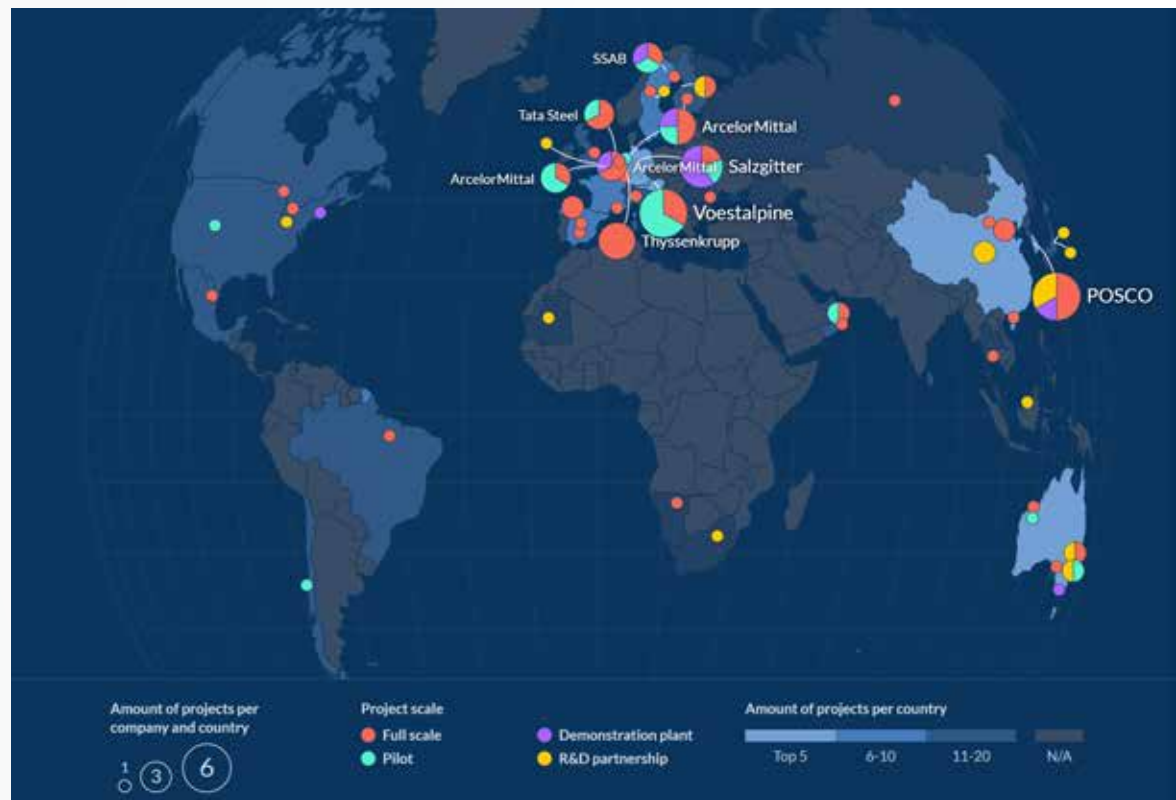 SSAB
Tata Steel
ArcelorMittal
ArcelorMittal
ArcelorMittal
Salzgitter
Voestalpine
Thyssenkrupp
POSCO
Amount of projects per
company and country
1
3
6
Project scale
Full scale
Pilot
Demonstration plant
R&D partnership
Amount of projects per country
Top 5
6-10
11-20
N/A